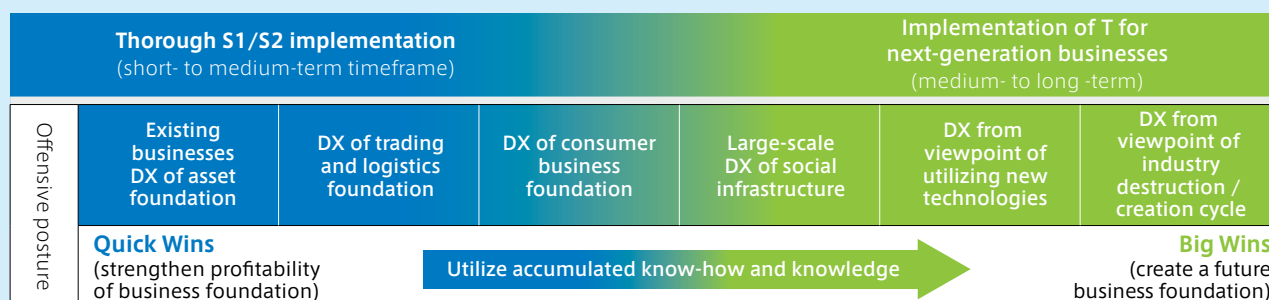 Thorough S1/S2 implementation
(short- to medium-term timeframe)
Implementation of T for
next-generation businesses
(medium- to long -term)
Offensive posture
Existing
businesses
DX of asset
foundation
DX of trading
and logistics
foundation
DX of consumer
business
foundation
Large-scale
DX of social
infrastructure
DX from
viewpoint of
utilizing new
technologies
DX from
viewpoint of
industry
destruction /
creation cycle
Quick Wins
(strengthen profitability
of business foundation)
Utilize accumulated know-how and knowledge
Big Wins
(create a future
business foundation)